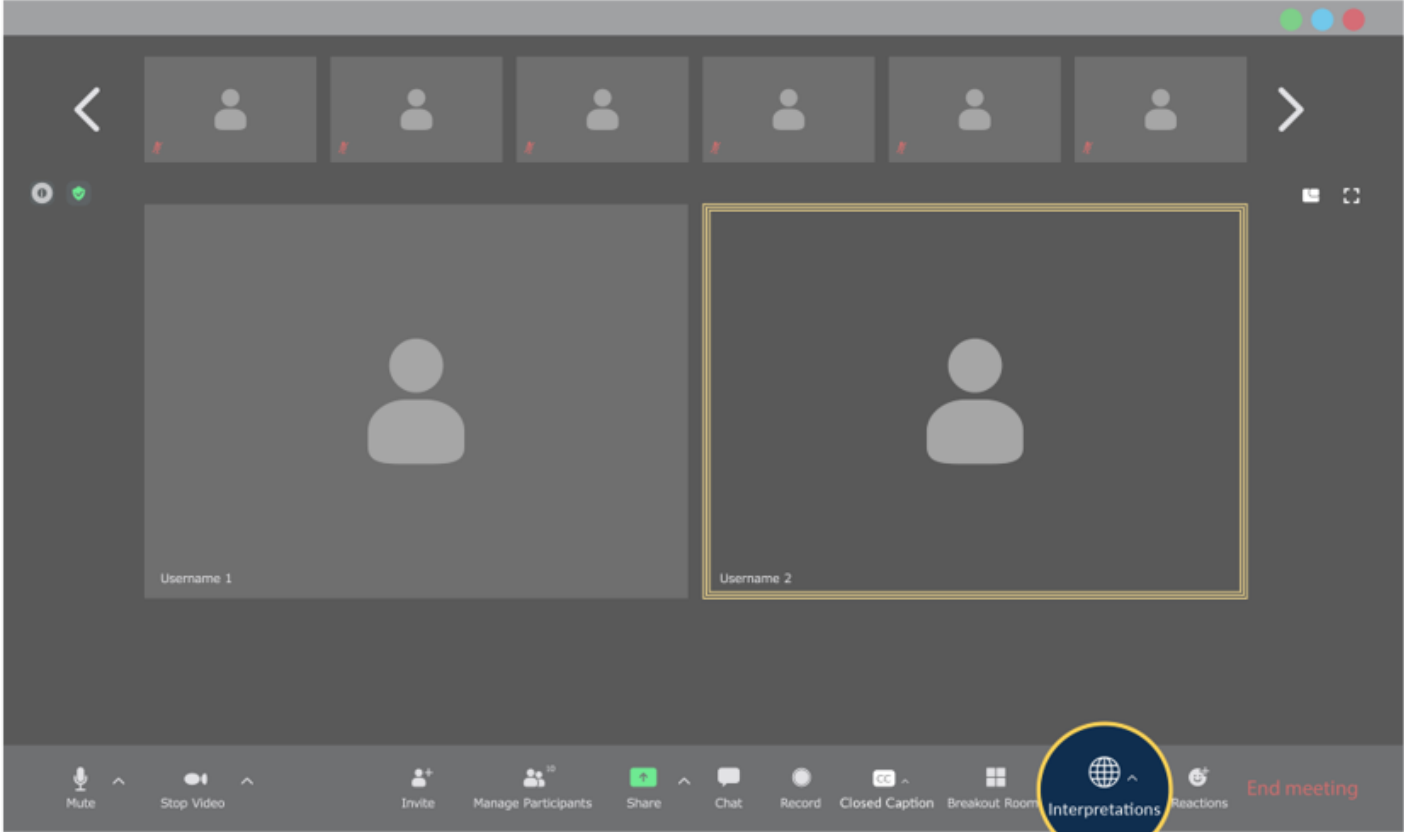 Username 1
Username 2
Mute
Stop Video
Invite
Manage Participants
10
Share
Chat
Record
CC
Closed Caption
Breakout Room
Interpretations
Reactions
End meeting